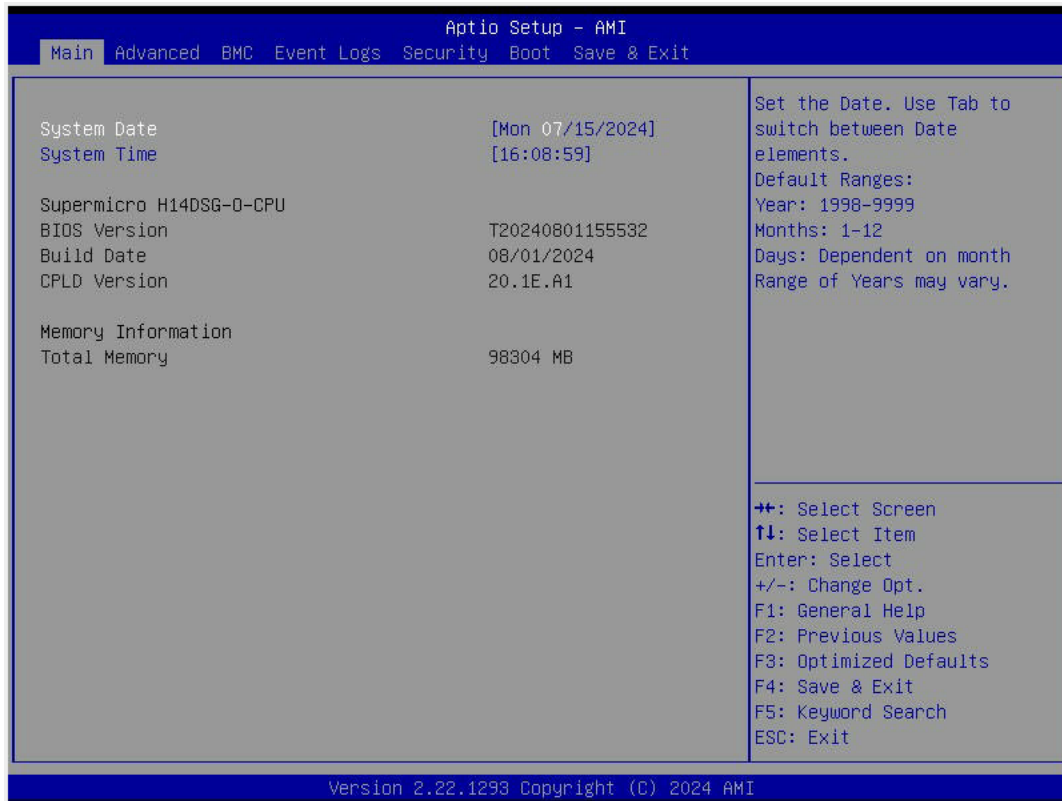 Aptio Setup - AMI
Main Advanced BMC Event Logs Security Boot Save & Exit
System Date [Mon 07/15/2024]
System Time [16:08:59]
Supermicro H14DSG-O-CPU
BIOS Version T20240801155532
Build Date 08/01/2024
CPLD Version 20.1E.A1
Memory Information
Total Memory 98304 MB
Set the Date. Use Tab to
switch between Date
elements.
Default Ranges:
Year: 1998-9999
Months: 1-12
Days: Dependent on month
Range of Years may vary.
→←: Select Screen
↑↓: Select Item
Enter: Select
+/-: Change Opt.
F1: General Help
F2: Previous Values
F3: Optimized Defaults
F4: Save & Exit
F5: Keyword Search
ESC: Exit
Version 2.22.1293 Copyright (C) 2024 AMI